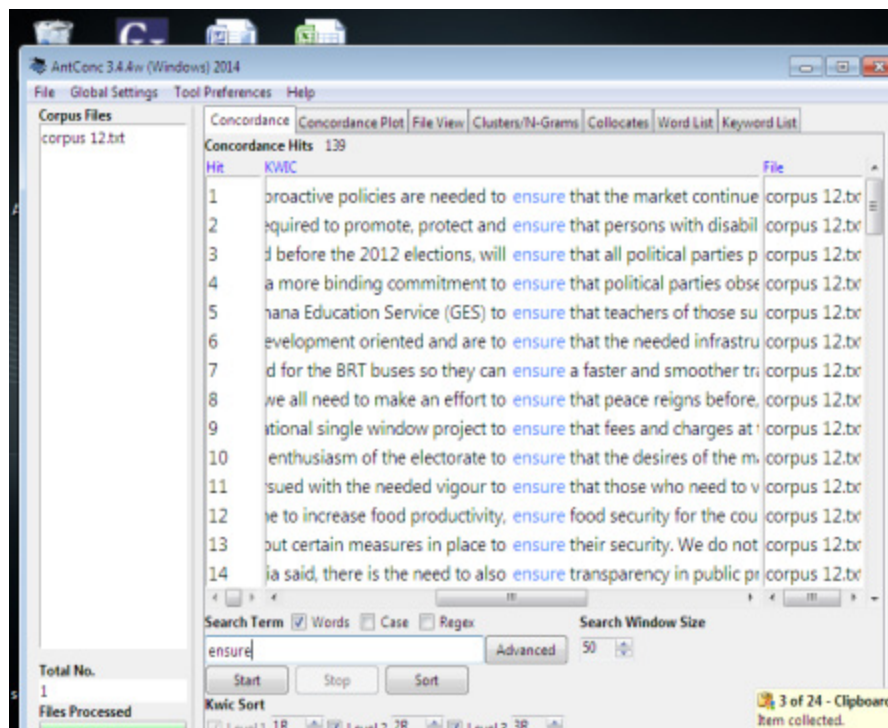 AntConc 3.4.4w (Windows) 2014
File Global Settings Tool Preferences Help
Corpus Files
corpus 12.txt
Concordance Concordance Plot File View Clusters/N-Grams Collocates Word List Keyword List
Concordance Hits 139
Hit KWIC File
1 proactive policies are needed to ensure that the market continue corpus 12.tx
2 equired to promote, protect and ensure that persons with disabil corpus 12.tx
3 d before the 2012 elections, will ensure that all political parties p corpus 12.tx
4 a more binding commitment to ensure that political parties obse corpus 12.tx
5 hana Education Service (GES) to ensure that teachers of those su corpus 12.tx
6 evelopment oriented and are to ensure that the needed infrastru corpus 12.tx
7 d for the BRT buses so they can ensure a faster and smoother tra corpus 12.tx
8 we all need to make an effort to ensure that peace reigns before, corpus 12.tx
9 ational single window project to ensure that fees and charges at corpus 12.tx
10 enthusiasm of the electorate to ensure that the desires of the corpus 12.tx
11 sued with the needed vigour to ensure that those who need to v corpus 12.tx
12 e to increase food productivity, ensure food security for the cou corpus 12.tx
13 put certain measures in place to ensure their security. We do not corpus 12.tx
14 ia said, there is the need to also ensure transparency in public pr corpus 12.tx
Search Term Words Case Regex Search Window Size
ensure Advanced 50
Start Stop Sort
Total No.
1
Files Processed
Kwic Sort
Level 1 1R Level 2 2R Level 3 3R
3 of 24 - Clipboard
Item collected.